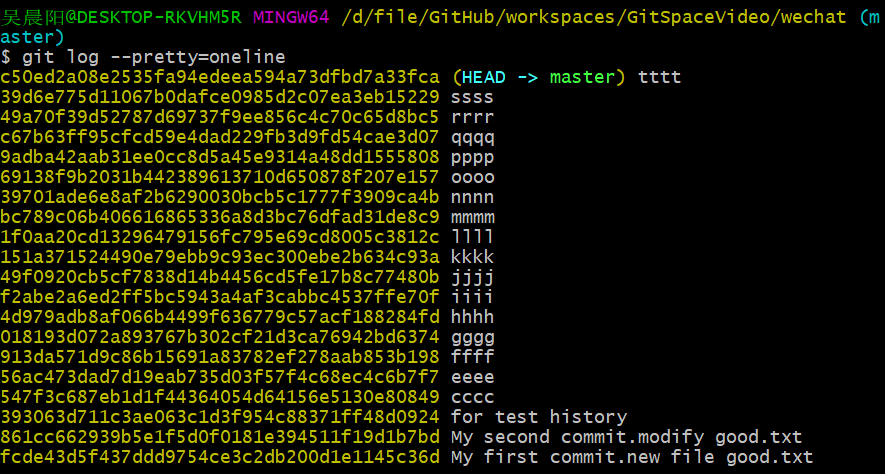 吴晨阳@DESKTOP-RKVHM5R MINGW64 /d/file/GitHub/workspaces/GitSpaceVideo/wechat (m
aster)
$ git log --pretty=oneline
c50ed2a08e2535fa94edeea594a73dfbd7a33fca (HEAD -> master) tttt
39d6e775d11067b0dafce0985d2c07ea3eb15229 ssss
49a70f39d52787d69737f9ee856c4c70c65d8bc5 rrrr
c67b63ff95cfcfd59e4dad229fb3d9fd54cae3d07 qqqq
9adba42aab31ee0cc8d5a45e9314a48dd1555808 pppp
69138f9b2031b442389613710d650878f207e157 oooo
39701ade6e8af2b6290030bcb5c1777f3909ca4b nnnn
bc789c06b406616865336a8d3bc76dfad31de8c9 mmmm
1f0aa20cd13296479156fc795e69cd8005c3812c llll
151a371524490e79ebb9c93ec300ebe2b634c93a kkkk
49f0920cb5cf7838d14b4456cd5fe17b8c77480b jjjj
f2abe2a6ed2ff5bc5943a4af3cabbc4537ffe70f iiii
4d979adb8af066b4499f636779c57acf188284fd hhhh
018193d072a893767b302cf21d3ca76942bd6374 gggg
913da571d9c86b15691a83782ef278aab853b198 ffff
56ac473dad7d19eab735d03f57f4c68ec4c6b7f7 eeee
547f3c687eb1d1f44364054d64156e5130e80849 cccc
393063d711c3ae063c1d3f954c88371ff48d0924 for test history
861cc662939b5e1f5d0f0181e394511f19d1b7bd My second commit.modify good.txt
fcde43d5f437ddd9754ce3c2db200d1e1145c36d My first commit.new file good.txt